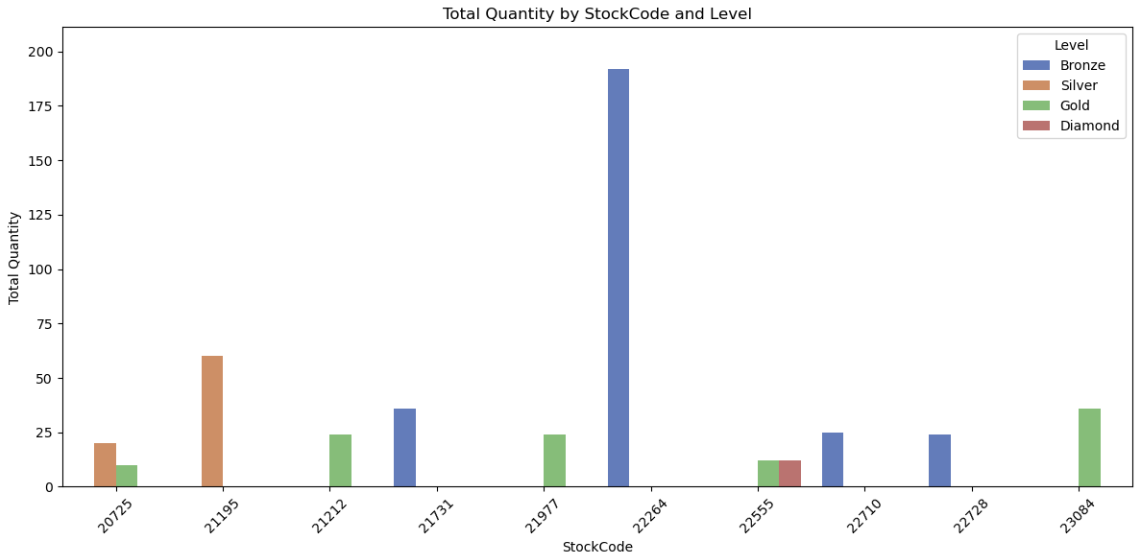 Total Quantity by StockCode and Level
Level
Bronze
Silver
Gold
Diamond
Total Quantity
200
175
150
125
100
75
50
25
0
20725
21195
21212
21731
21977
22264
22555
22710
22728
23084
StockCode